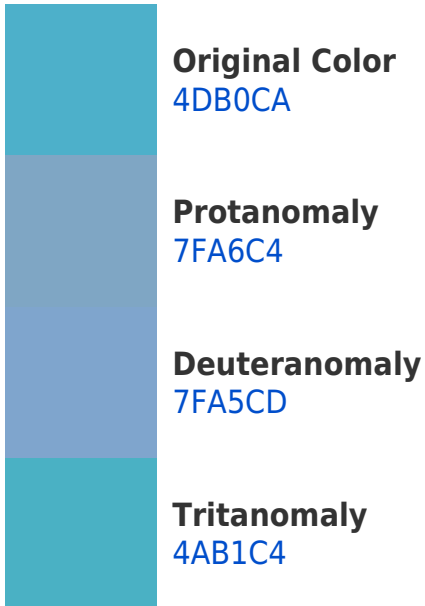 Original Color
4DB0CA
Protanomaly
7FA6C4
Deuteranomaly
7FA5CD
Tritanomaly
4AB1C4